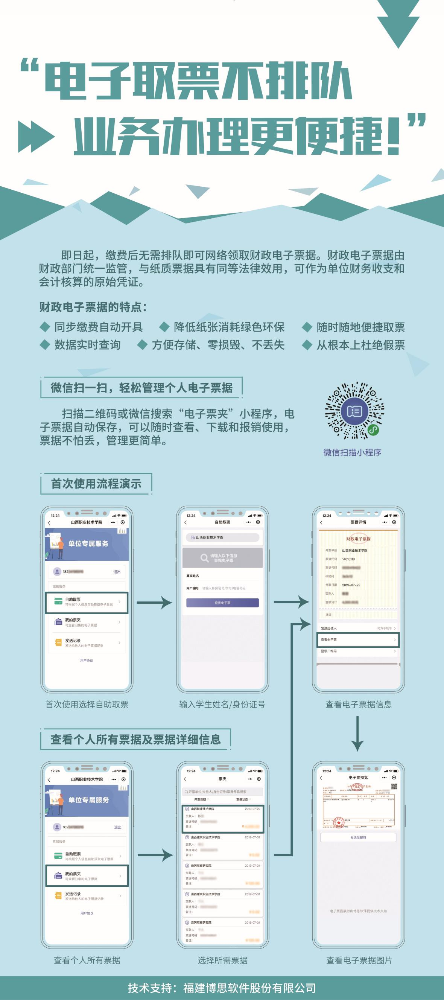 “电子取票不排队
业务办理更便捷!”
即日起，缴费后无需排队即可网络领取财政电子票据。财政电子票据由
财政部门统一监管，与纸质票据具有同等法律效用，可作为单位财务收支和
会计核算的原始凭证。
财政电子票据的特点：
同步缴费自动开具
降低纸张消耗绿色环保
随时随地便捷取票
数据实时查询
方便存储、零损毁、不丢失
从根本上杜绝假票
微信扫一扫，轻松管理个人电子票据
扫描二维码或微信搜索“电子票夹”小程序，电
子票据自动保存，可以随时查看、下载和报销使用，
票据不怕丢，管理更简单。
微信扫描小程序
首次使用流程演示
12:24
山西职业技术学院
单位专属服务
182
退出
票据服务
自助取票
可根据个人信息自助获取电子票据
我的票夹
可查看归集的电子票据
发送记录
发送给他人的电子票据记录
用户协议
首次使用选择自助取票
12:24
自助取票
山西职业技术学院
请输入以下信息
查找电子票
真实姓名
用户编号 请输入身份证号/学号/电话号码
查找电子票
输入学生姓名/身份证号
12:24
票据详情
财政电子票据
开票单位 山西职业技术学院
票据代码 14010119
票据号码
校验码
开票日期 2019-07-22
交款人
金额合计
备注
发送给他人 对方手机号
查看电子票
显示二维码
查看电子票据信息
查看个人所有票据及票据详细信息
12:24
山西职业技术学院
单位专属服务
182
退出
票据服务
自助取票
可根据个人信息自助获取电子票据
我的票夹
可查看归集的电子票据
发送记录
发送给他人的电子票据记录
用户协议
查看个人所有票据
12:24
票夹
开票单位/交款人/身份证号/票据号码搜索
开票日期 票据状态
山西职业技术学院 2019-07-22
交款人：陈
票据号码：
备注： ¥
山西建筑职业技术学院 2019-07-31
交款人：
票据号码：
备注：
云冈石窟研究院 2019-07-31
交款人：
票据号码：
备注：
山西建筑职业技术学院 2019-07-31
交款人：
票据号码：
备注：
云冈石窟研究院 2019-07-31
交款人：
票据号码：
备注：
选择所需票据
12:24
电子票预览
发送至邮箱
电子票据展示由博思软件提供技术支持
查看电子票据图片
技术支持：福建博思软件股份有限公司